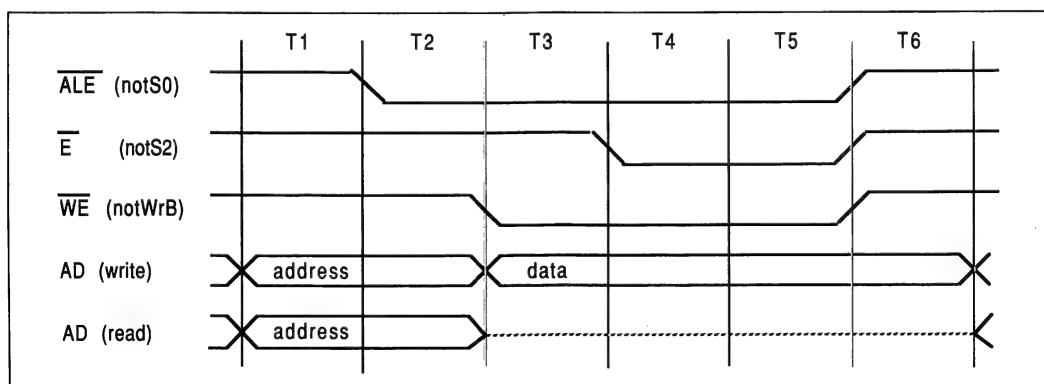 T1 T2 T3 T4 T5 T6
ALE (notS0)
E (notS2)
WE (notWrB)
AD (write) address data
AD (read) address